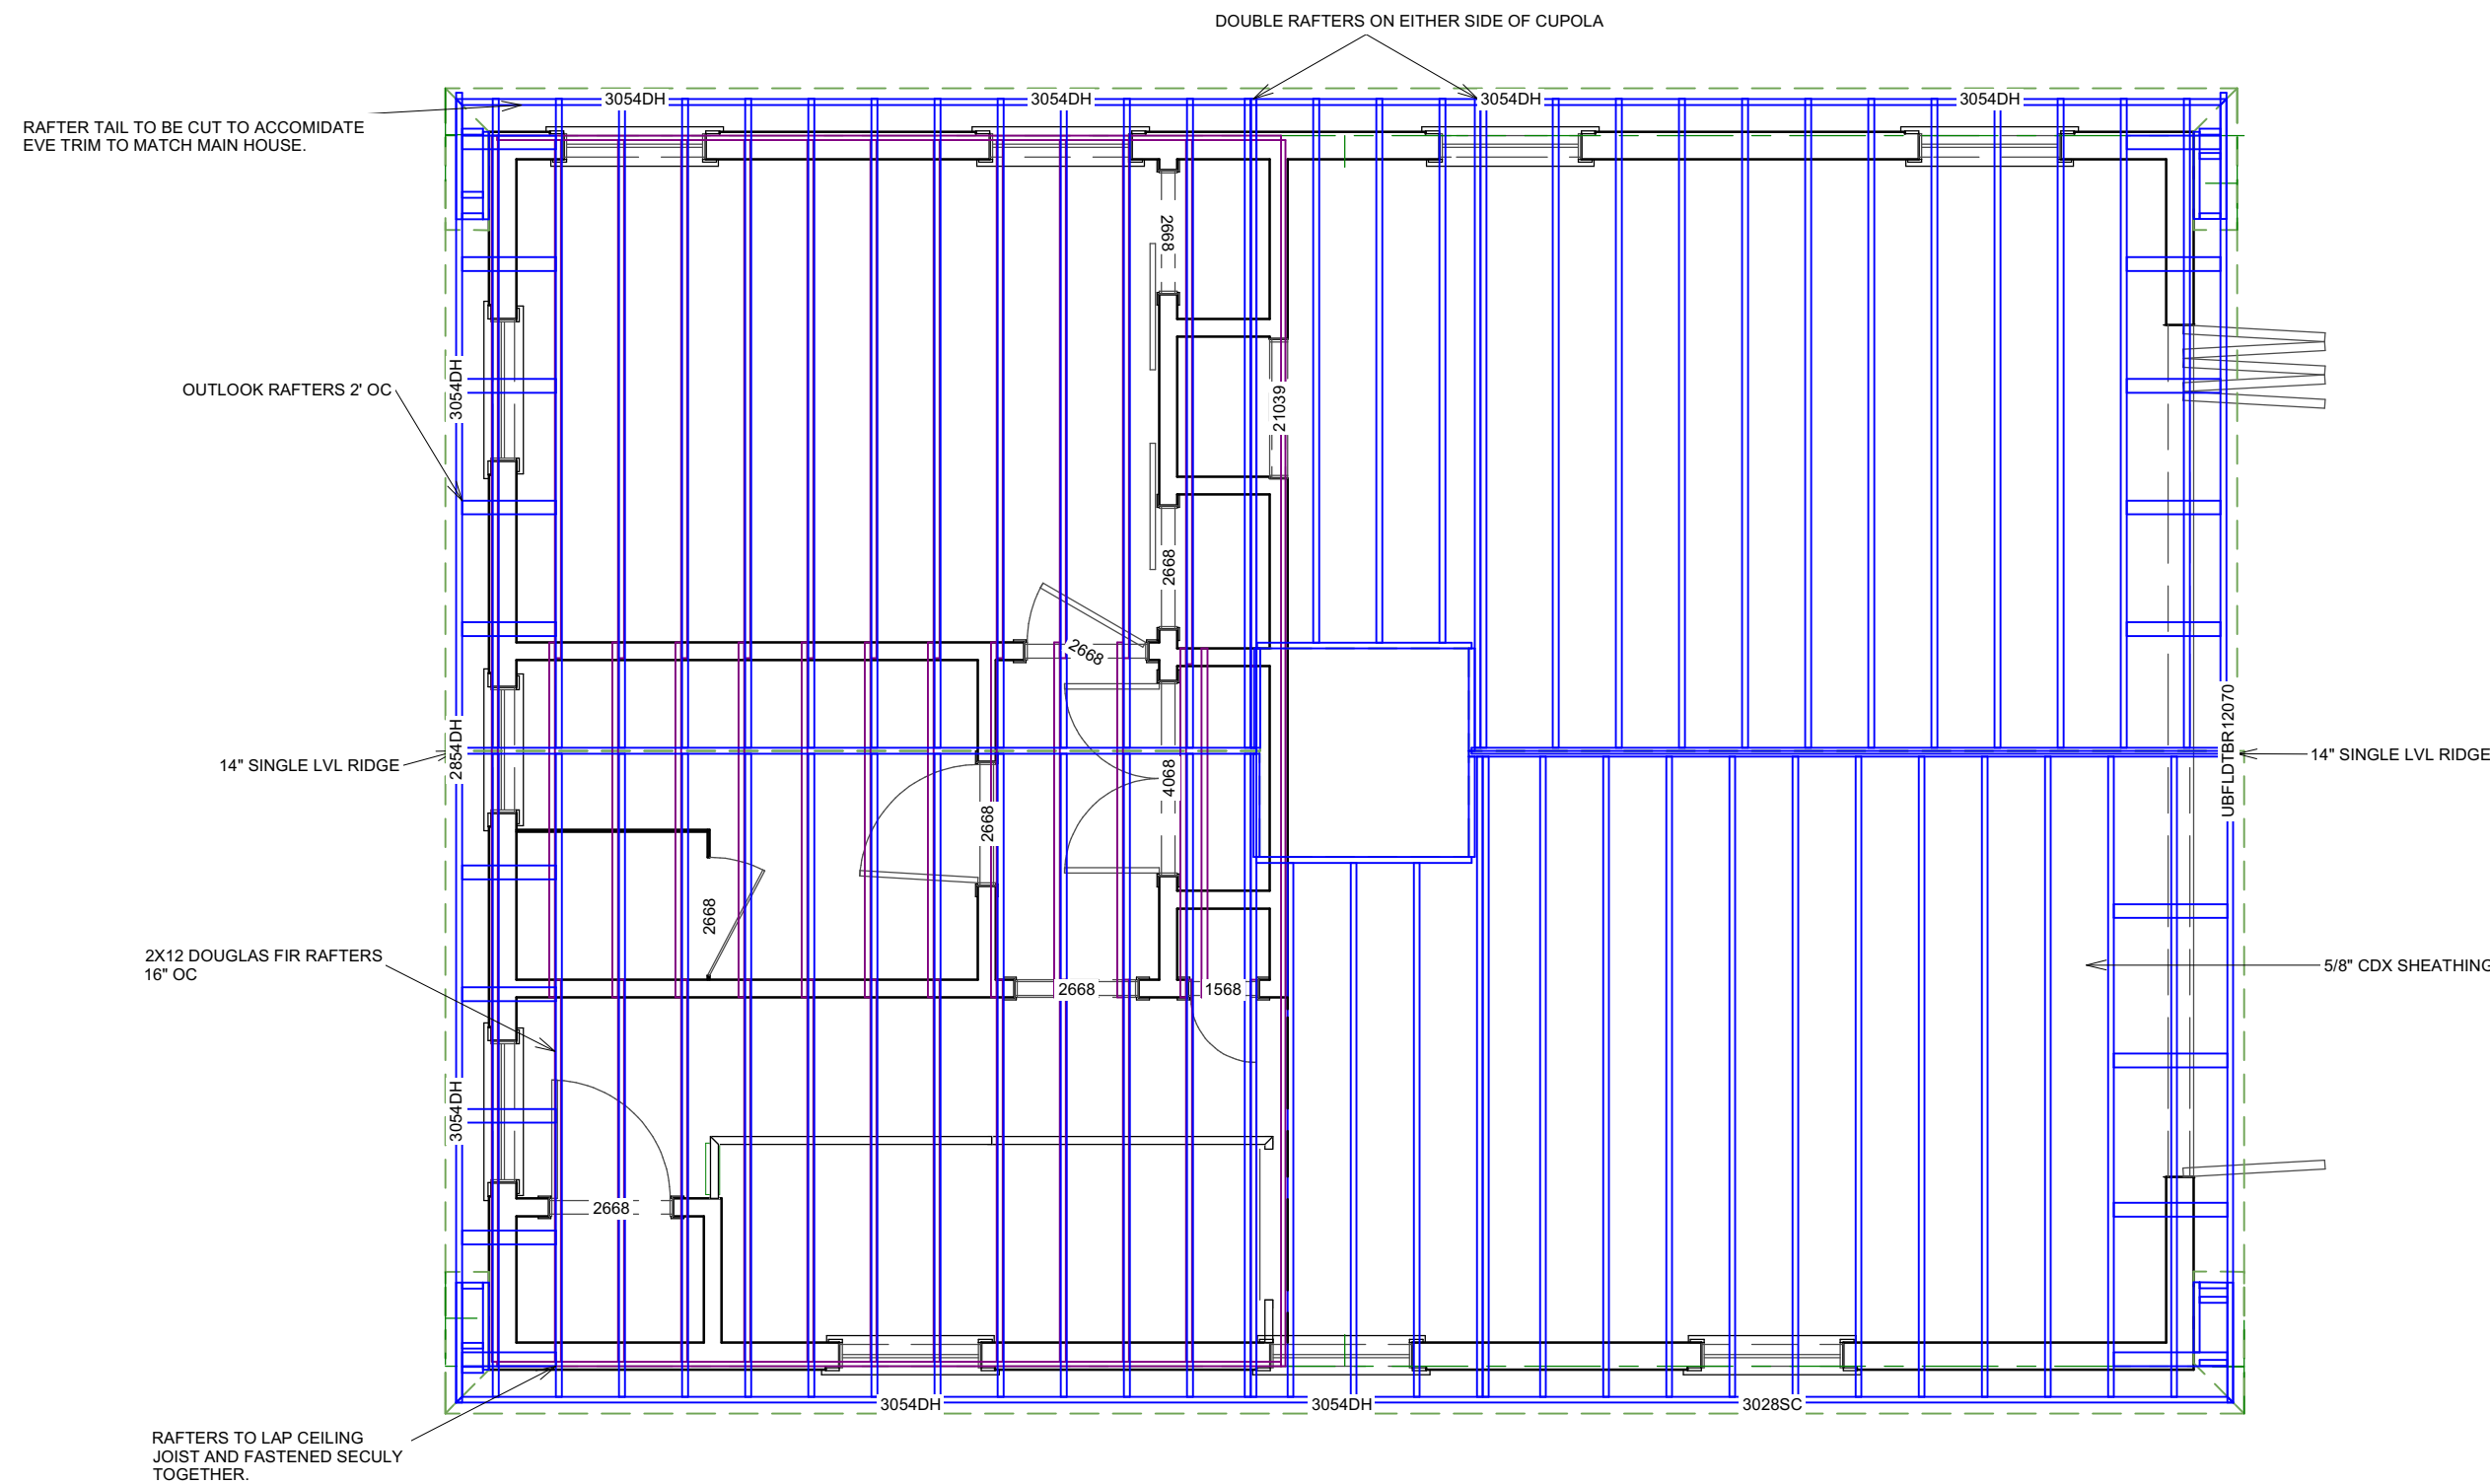 DOUBLE RAFTERS ON EITHER SIDE OF CUPOLA
3054DH
3054DH
3054DH
3054DH
RAFTER TAIL TO BE CUT TO ACCOMIDATE
EVE TRIM TO MATCH MAIN HOUSE.
2668
OUTLOOK RAFTERS 2' OC
3054DH
21039
2668
2668
14" SINGLE LVL RIDGE
2854DH
4068
2668
UBFLDTBR12070
14" SINGLE LVL RIDGE
2668
2X12 DOUGLAS FIR RAFTERS
16" OC
5/8" CDX SHEATHING
2668
1568
3054DH
2668
3054DH
3054DH
3028SC
RAFTERS TO LAP CEILING
JOIST AND FASTENED SECULY
TOGETHER.